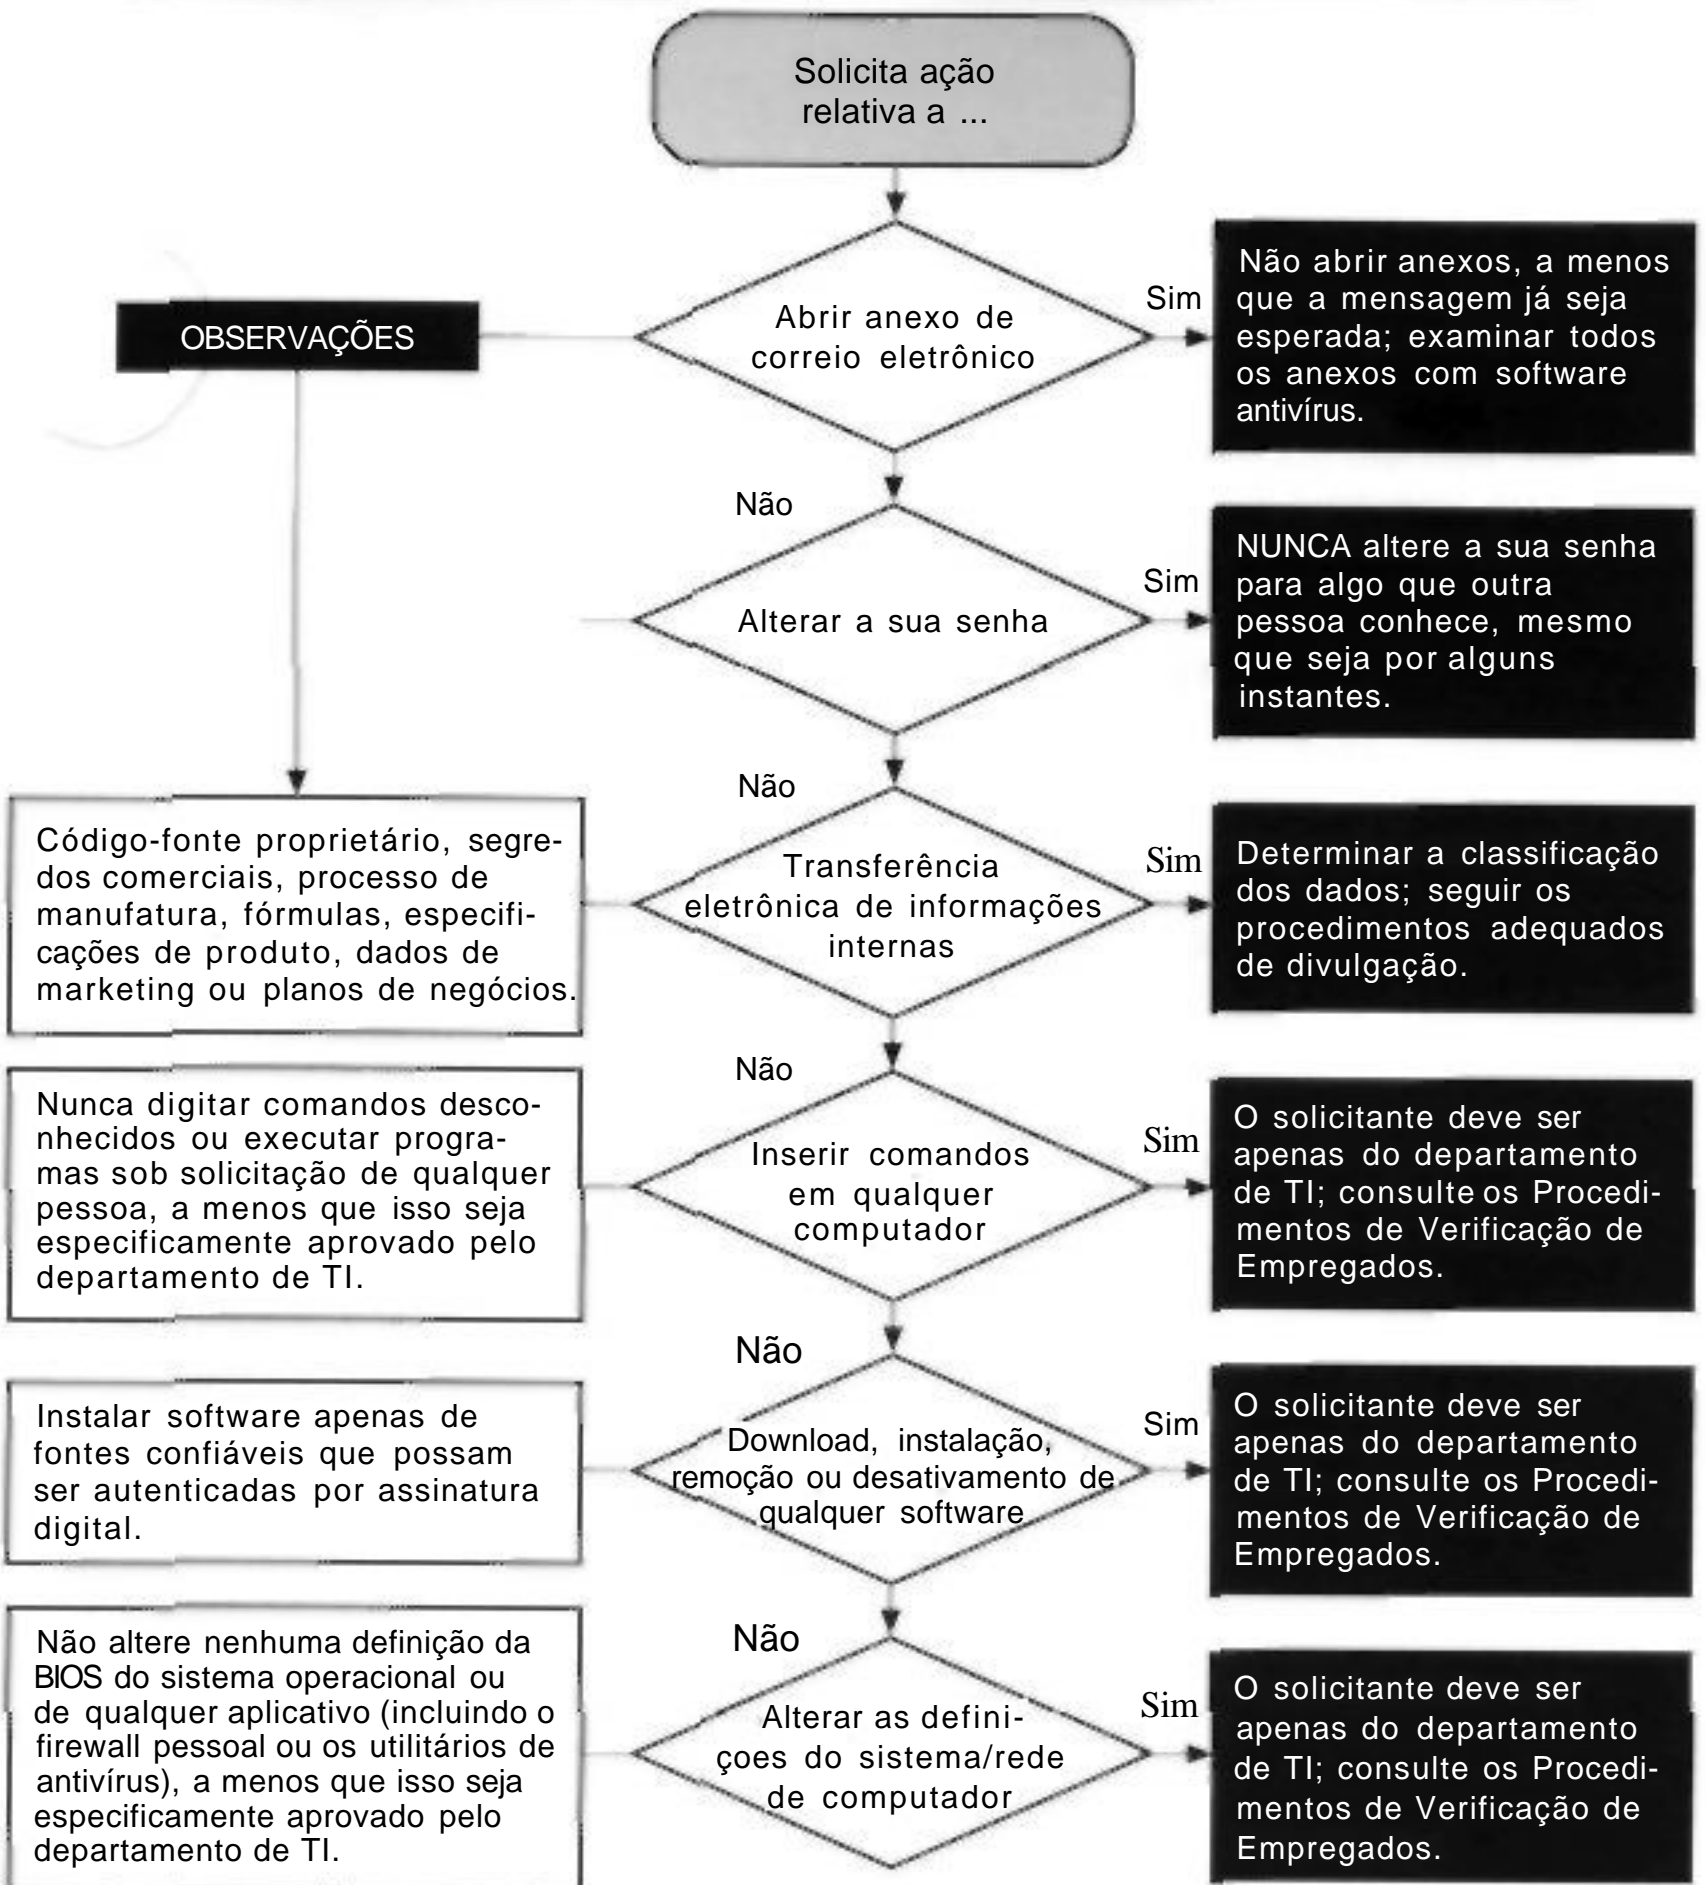 Solicita ação
relativa a ...
OBSERVAÇÕES
Abrir anexo de
correio eletrônico
Sim
Não abrir anexos, a menos
que a mensagem já seja
esperada; examinar todos
os anexos com software
antivírus.
Não
Alterar a sua senha
Sim
NUNCA altere a sua senha
para algo que outra
pessoa conhece, mesmo
que seja por alguns
instantes.
Não
Código-fonte proprietário, segre-
dos comerciais, processo de
manufatura, fórmulas, especifi-
cações de produto, dados de
marketing ou planos de negócios.
Transferência
eletrônica de informações
internas
Sim
Determinar a classificação
dos dados; seguir os
procedimentos adequados
de divulgação.
Não
Nunca digitar comandos desco-
nhecidos ou executar progra-
mas sob solicitação de qualquer
pessoa, a menos que isso seja
especificamente aprovado pelo
departamento de TI.
Inserir comandos
em qualquer
computador
Sim
O solicitante deve ser
apenas do departamento
de TI; consulte os Procedi-
mentos de Verificação de
Empregados.
Não
Instalar software apenas de
fontes confiáveis que possam
ser autenticadas por assinatura
digital.
Download, instalação,
remoção ou desativamento de
qualquer software
Sim
O solicitante deve ser
apenas do departamento
de TI; consulte os Procedi-
mentos de Verificação de
Empregados.
Não
Não altere nenhuma definição da
BIOS do sistema operacional ou
de qualquer aplicativo (incluindo o
firewall pessoal ou os utilitários de
antivírus), a menos que isso seja
especificamente aprovado pelo
departamento de TI.
Alterar as defini-
çoes do sistema/rede
de computador
Sim
O solicitante deve ser
apenas do departamento
de TI; consulte os Procedi-
mentos de Verificação de
Empregados.